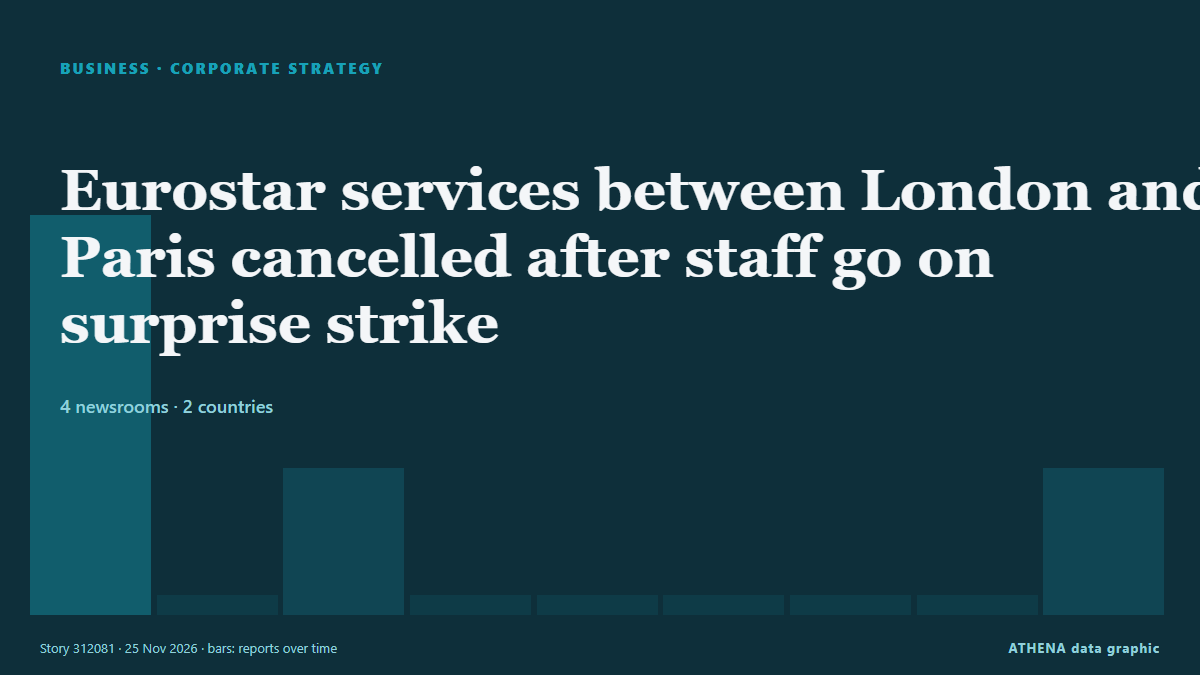 BUSINESS · CORPORATE STRATEGY
Eurostar services between London and
Paris cancelled after staff go on
surprise strike
4 newsrooms · 2 countries
Story 312081 · 25 Nov 2026 · bars: reports over time
ATHENA data graphic